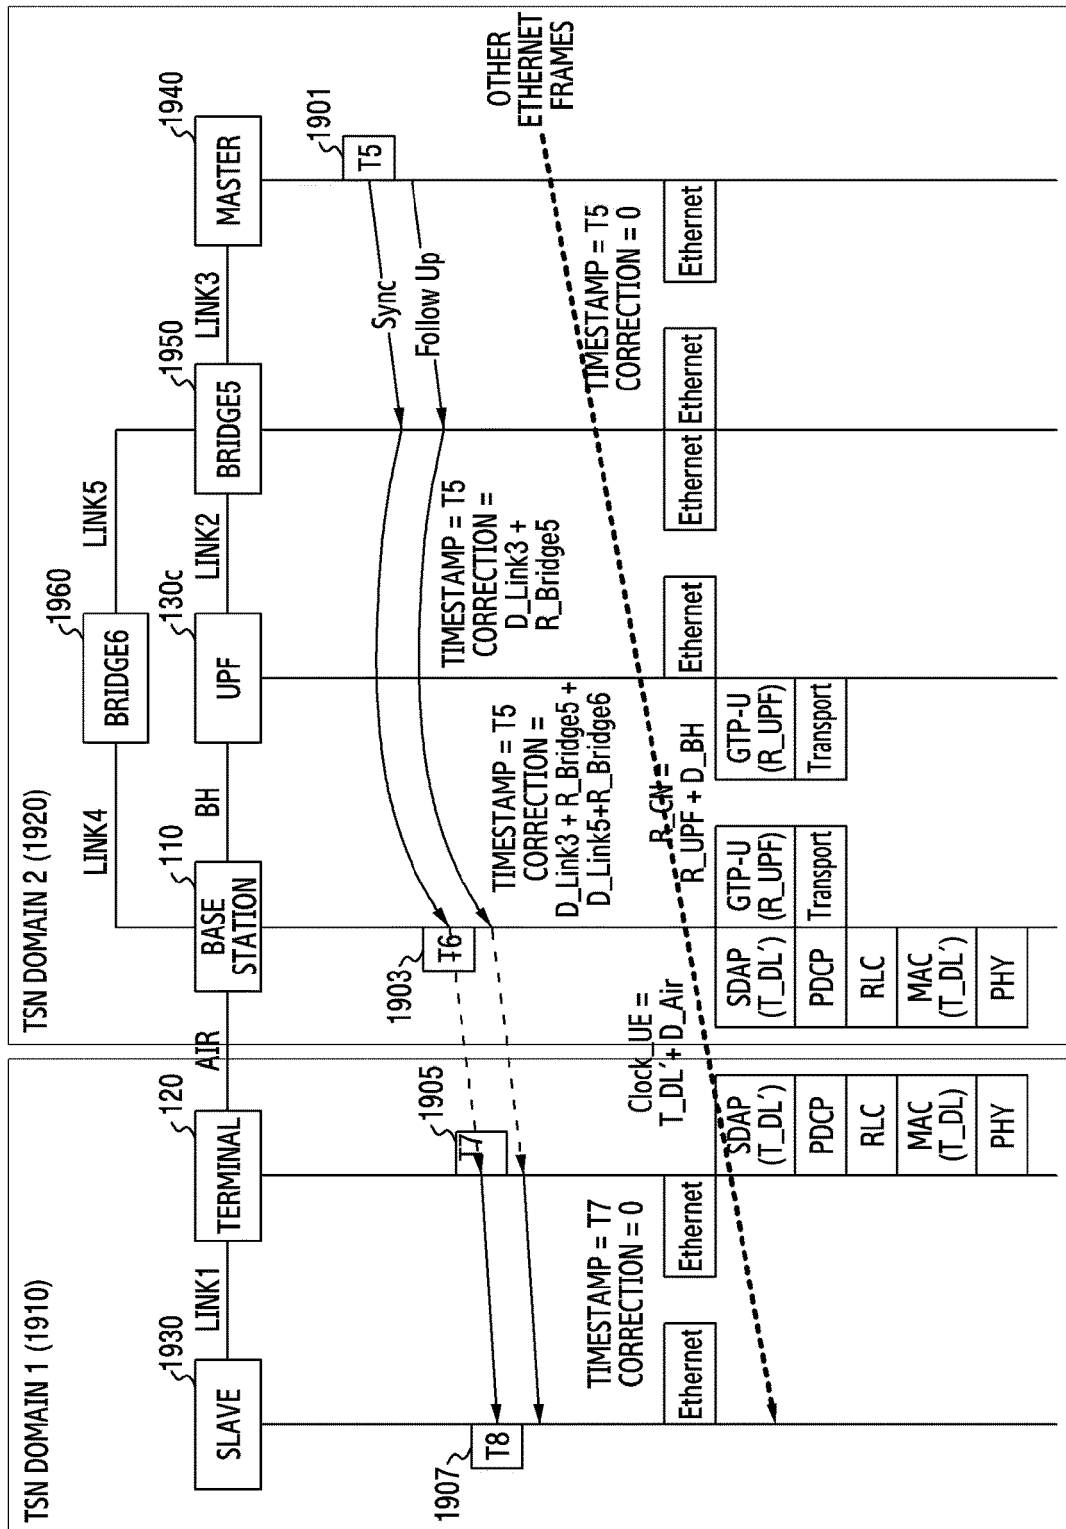 TSN DOMAIN 1 (1910)
TSN DOMAIN 2 (1920)
1960
BRIDGE6
LINK4
LINK5
1930
SLAVE
LINK1
120
TERMINAL
AIR
110
BASE
STATION
BH
130c
UPF
LINK2
1950
BRIDGE5
LINK3
1940
MASTER
1901
T5
Sync
Follow Up
1903
T6
1905
T7
1907
T8
TIMESTAMP = T7
CORRECTION = 0
TIMESTAMP = T5
CORRECTION =
D_Link3 + R_Bridge5 +
D_Link5+R_Bridge6
TIMESTAMP = T5
CORRECTION =
D_Link3 +
R_Bridge5
TIMESTAMP = T5
CORRECTION = 0
OTHER
ETHERNET
FRAMES
Clock_UE =
T_DL´+ D_Air
R_CN =
R_UPF + D_BH
Ethernet
Ethernet
Ethernet
Ethernet
Ethernet
Ethernet
SDAP
(T_DL´)
PDCP
RLC
MAC
(T_DL)
PHY
SDAP
(T_DL´)
PDCP
RLC
MAC
(T_DL´)
PHY
GTP-U
(R_UPF)
Transport
GTP-U
(R_UPF)
Transport